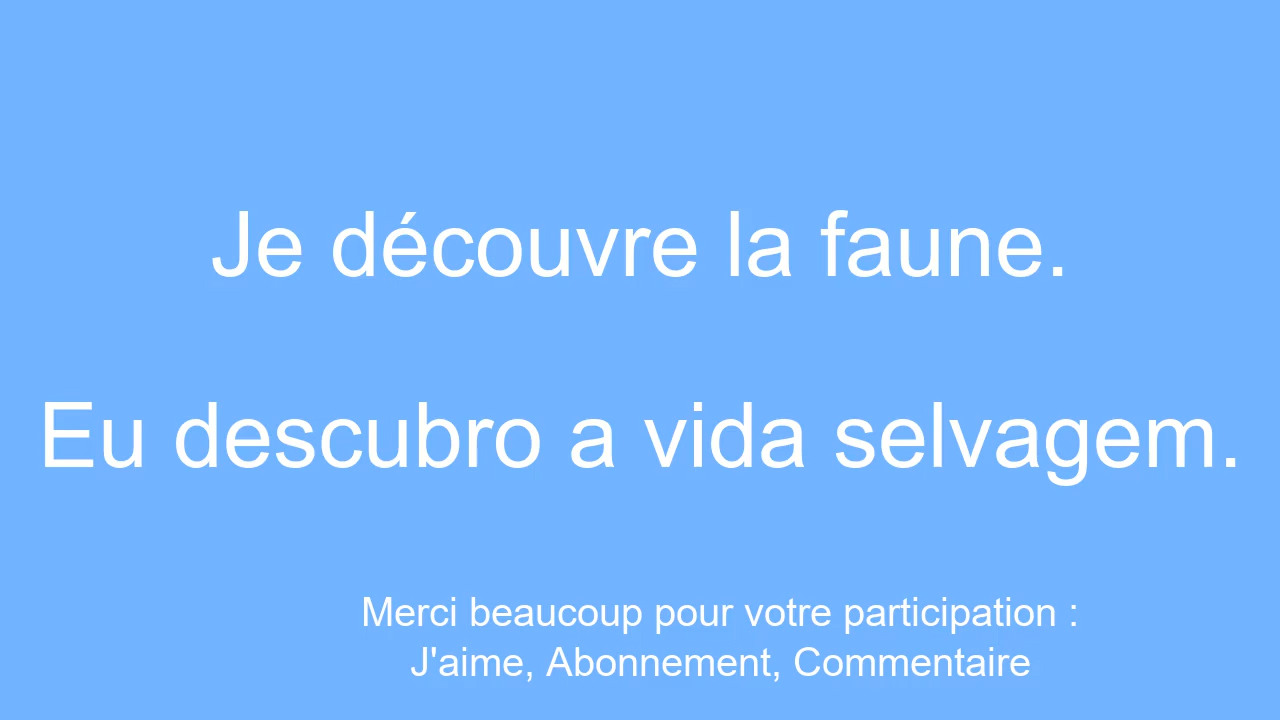 Je découvre la faune.
Eu descubro a vida selvagem.
Merci beaucoup pour votre participation :
J'aime, Abonnement, Commentaire